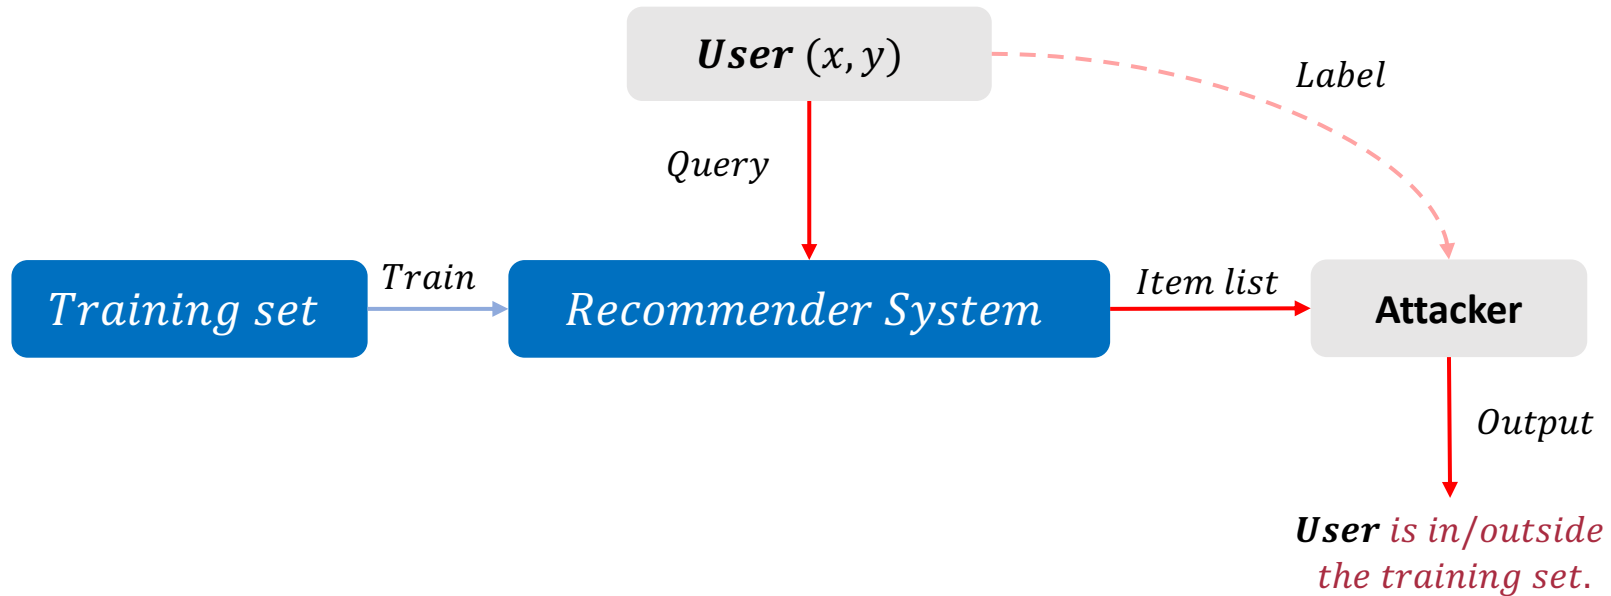 User (x, y)
Label
Query
Training set
Train
Recommender System
Item list
Attacker
Output
User is in/outside
the training set.